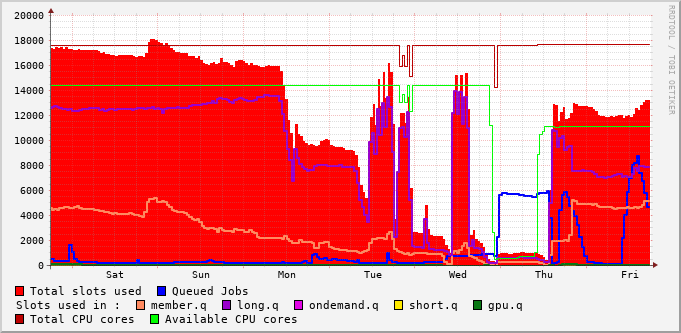 RRDTOOL / TOBI OETIKER
20000
18000
16000
14000
12000
10000
8000
6000
4000
2000
0
Sat Sun Mon Tue Wed Thu Fri
Total slots used Queued Jobs
Slots used in : member.q long.q ondemand.q short.q gpu.q
Total CPU cores Available CPU cores